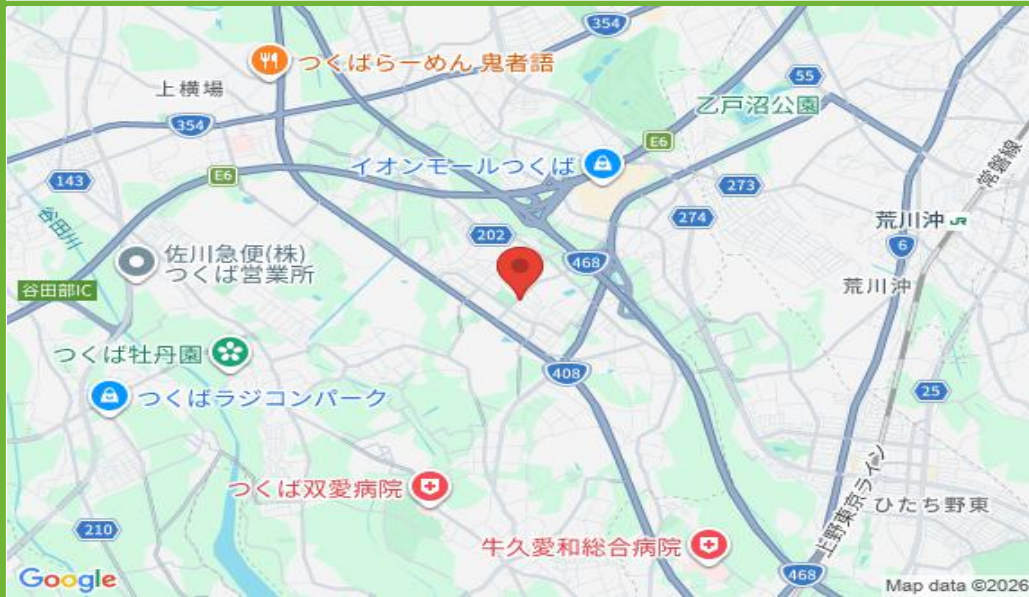 354
つくばらーめん 鬼者語
上横場
55
乙戸沼公園
354
E6
イオンモールつくば
常磐線
143
E6
273
274
谷田川
202
荒川沖 JR
6
佐川急便(株)
つくば営業所
468
谷田部IC
荒川沖
つくば牡丹園
408
つくばラジコンパーク
25
つくば双愛病院
上野東京ライン
ひたち野東
210
牛久愛和総合病院
468
Google
Map data ©2026